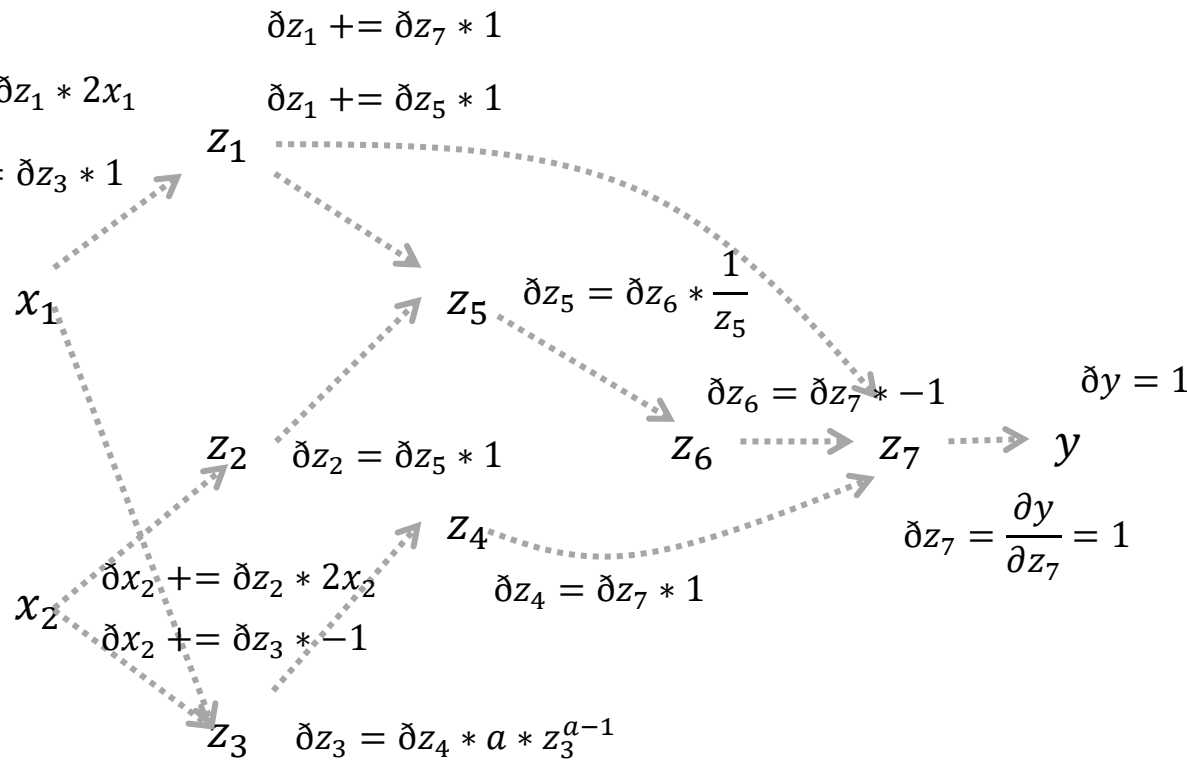 ðz₁ += ðz₇ * 1
ðz₁ * 2x₁
ðz₁ += ðz₅ * 1
z₁
= ðz₃ * 1
x₁
z₅
ðz₅ = ðz₆ * 1/z₅
ðz₆ = ðz₇ * −1
ðy = 1
z₂
ðz₂ = ðz₅ * 1
z₆
z₇
y
z₄
ðz₇ = ∂y/∂z₇ = 1
x₂
ðx₂ += ðz₂ * 2x₂
ðz₄ = ðz₇ * 1
ðx₂ += ðz₃ * −1
z₃
ðz₃ = ðz₄ * a * z₃^{a−1}